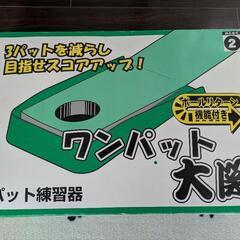 3パットを減らし
目指せスコアアップ!
2
ボールリターン
機能付き
ワンパット
大関
パット練習器